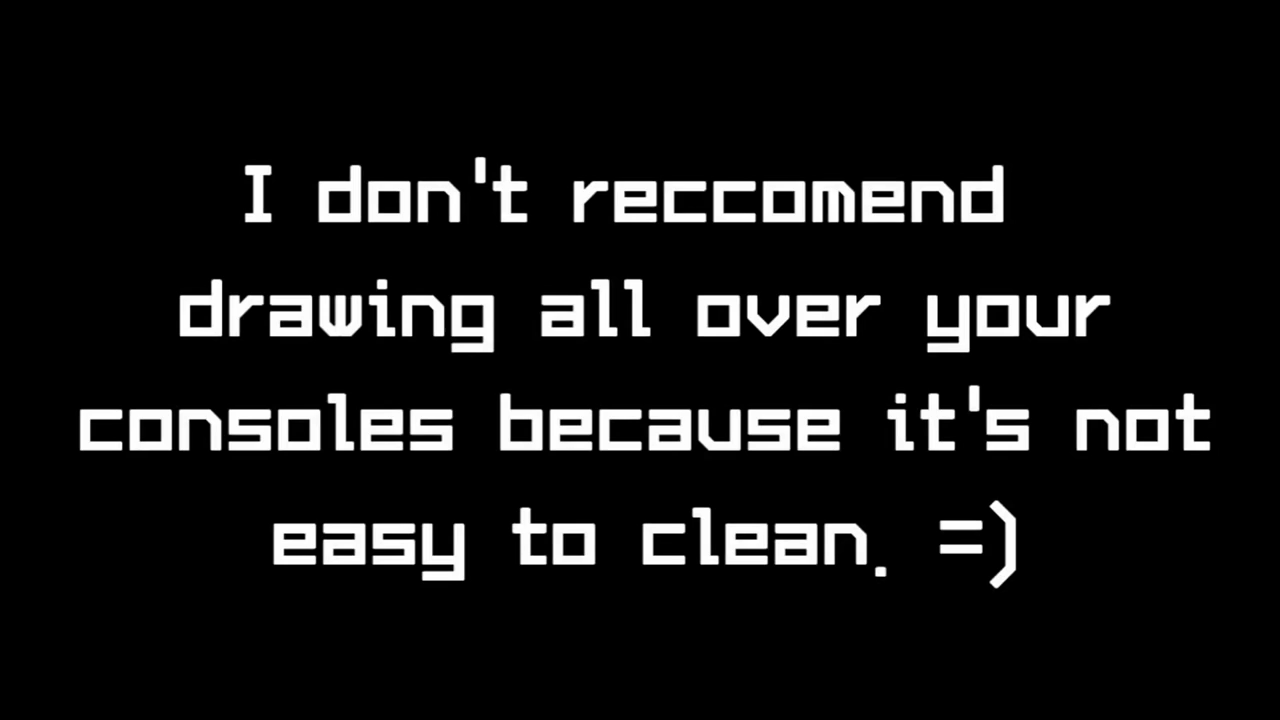 I don't reccomend
drawing all over your
consoles because it's not
easy to clean. =)